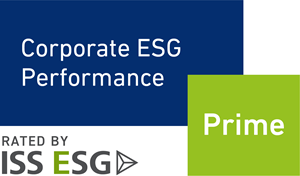 Corporate ESG
Performance
Prime
RATED BY
ISS ESG